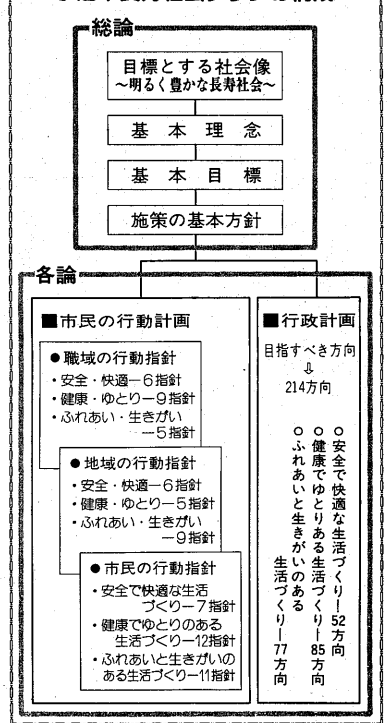 総論
目標とする社会像
〜明るく豊かな長寿社会〜
基本理念
基本目標
施策の基本方針
各論
■市民の行動計画
●職域の行動指針
・安全・快適ー6指針
・健康・ゆとりー9指針
・ふれあい・生きがい
ー5指針
●地域の行動指針
・安全・快適ー6指針
・健康・ゆとりー5指針
・ふれあい・生きがい
ー9指針
●市民の行動指針
・安全で快適な生活
づくりー7指針
・健康でゆとりのある
生活づくりー12指針
・ふれあいと生きがいの
ある生活づくりー11指針
■行政計画
目指すべき方向
⇩
214方向
○安全で快適な生活づくりー52方向
○健康でゆとりある生活づくりー85方向
○ふれあいと生きがいのある
生活づくりー77方向